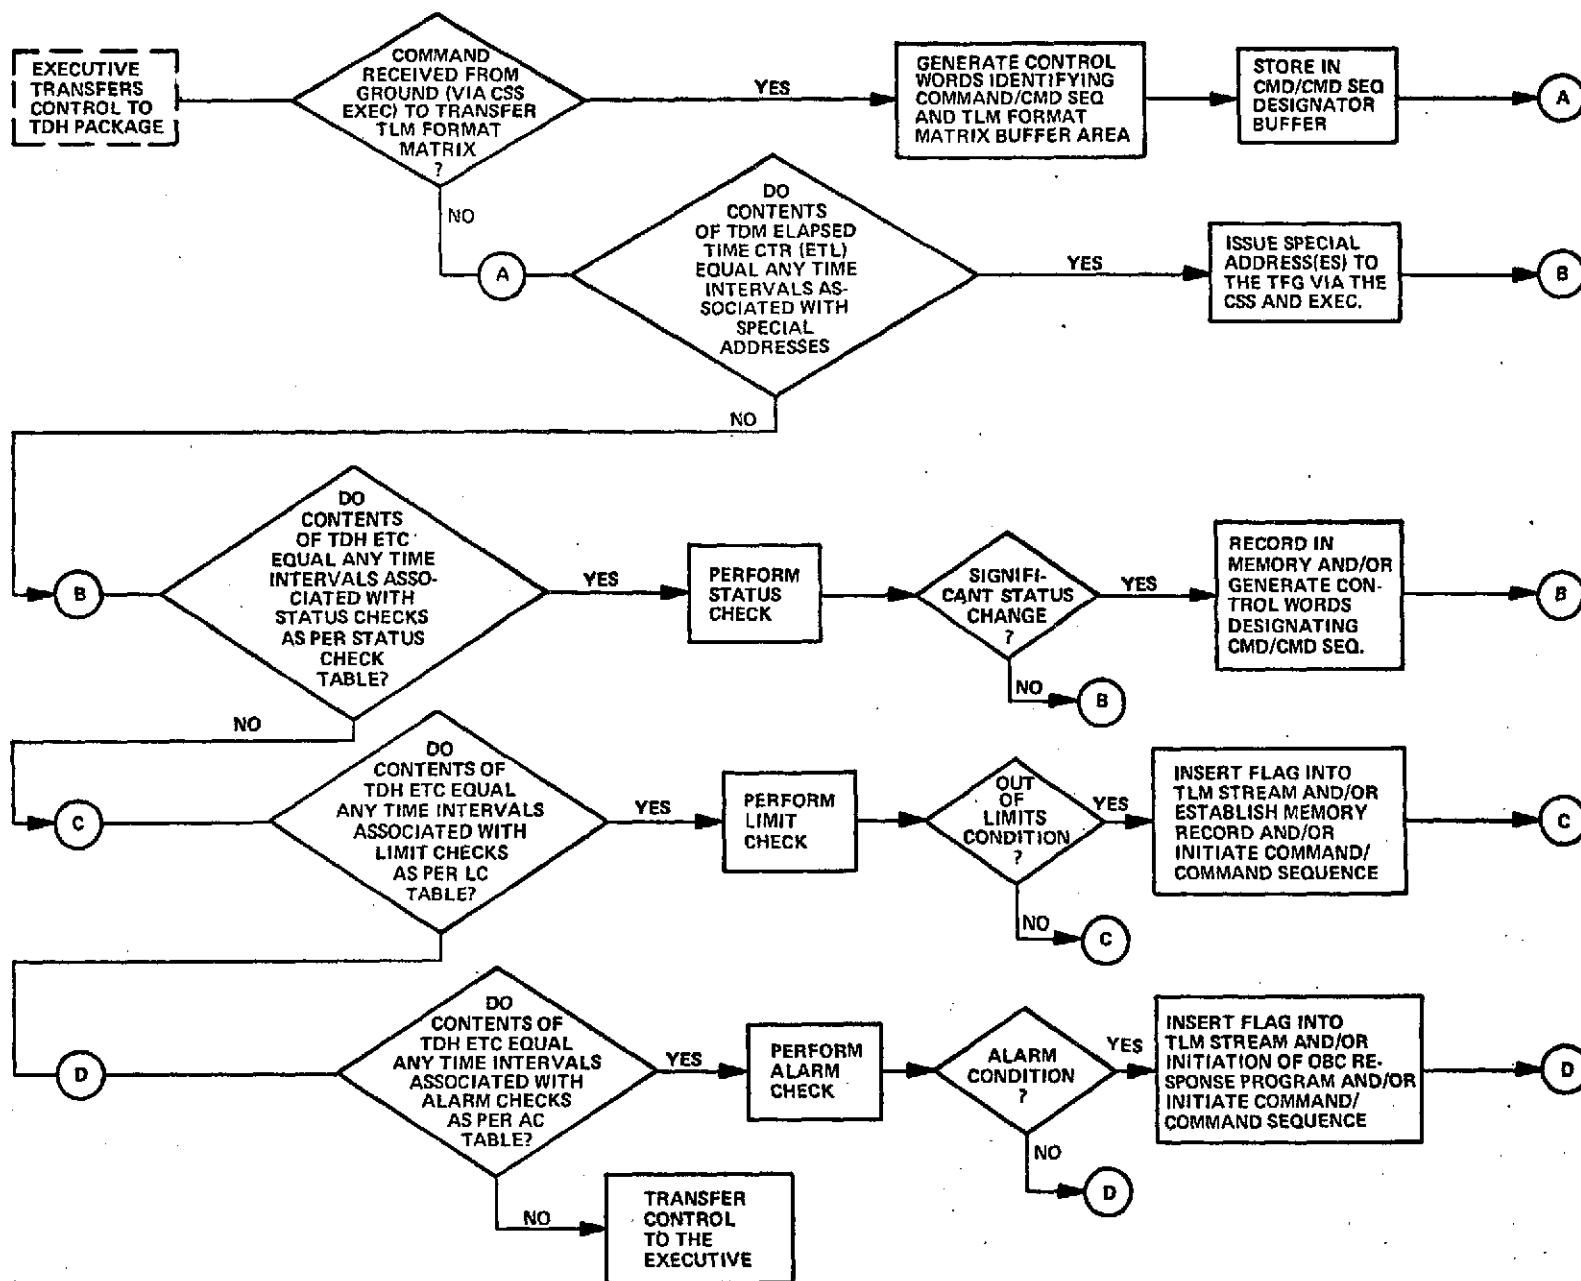 EXECUTIVE
TRANSFERS
CONTROL TO
TDH PACKAGE
COMMAND
RECEIVED FROM
GROUND (VIA CSS
EXEC) TO TRANSFER
TLM FORMAT
MATRIX
?
YES
GENERATE CONTROL
WORDS IDENTIFYING
COMMAND/CMD SEQ
AND TLM FORMAT
MATRIX BUFFER AREA
STORE IN
CMD/CMD SEQ
DESIGNATOR
BUFFER
A
NO
A
DO
CONTENTS
OF TDM ELAPSED
TIME CTR (ETL)
EQUAL ANY TIME
INTERVALS AS-
SOCIATED WITH
SPECIAL
ADDRESSES
YES
ISSUE SPECIAL
ADDRESS(ES) TO
THE TFG VIA THE
CSS AND EXEC.
B
NO
B
DO
CONTENTS
OF TDH ETC
EQUAL ANY TIME
INTERVALS ASSO-
CIATED WITH
STATUS CHECKS
AS PER STATUS
CHECK
TABLE?
YES
PERFORM
STATUS
CHECK
SIGNIFI-
CANT STATUS
CHANGE
?
YES
RECORD IN
MEMORY AND/OR
GENERATE CON-
TROL WORDS
DESIGNATING
CMD/CMD SEQ.
B
NO
B
NO
C
DO
CONTENTS OF
TDH ETC EQUAL
ANY TIME INTERVALS
ASSOCIATED WITH
LIMIT CHECKS
AS PER LC
TABLE?
YES
PERFORM
LIMIT
CHECK
OUT
OF
LIMITS
CONDITION
?
YES
INSERT FLAG INTO
TLM STREAM AND/OR
ESTABLISH MEMORY
RECORD AND/OR
INITIATE COMMAND/
COMMAND SEQUENCE
C
NO
C
D
DO
CONTENTS OF
TDH ETC EQUAL
ANY TIME INTERVALS
ASSOCIATED WITH
ALARM CHECKS
AS PER AC
TABLE?
YES
PERFORM
ALARM
CHECK
ALARM
CONDITION
?
YES
INSERT FLAG INTO
TLM STREAM AND/OR
INITIATION OF OBC RE-
SPONSE PROGRAM AND/OR
INITIATE COMMAND/
COMMAND SEQUENCE
D
NO
D
NO
TRANSFER
CONTROL
TO THE
EXECUTIVE